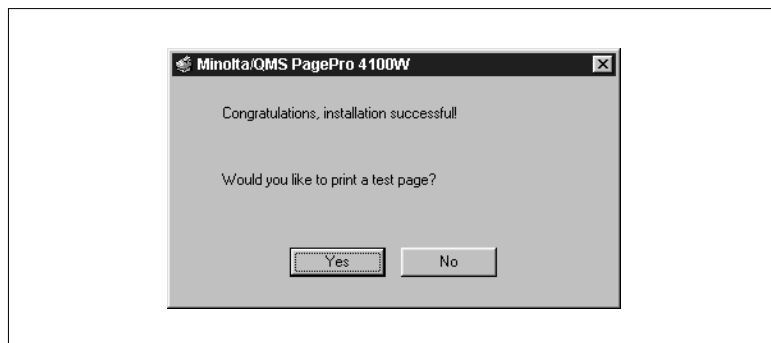 Minolta/QMS PagePro 4100W
Congratulations, installation successful!
Would you like to print a test page?
Yes
No